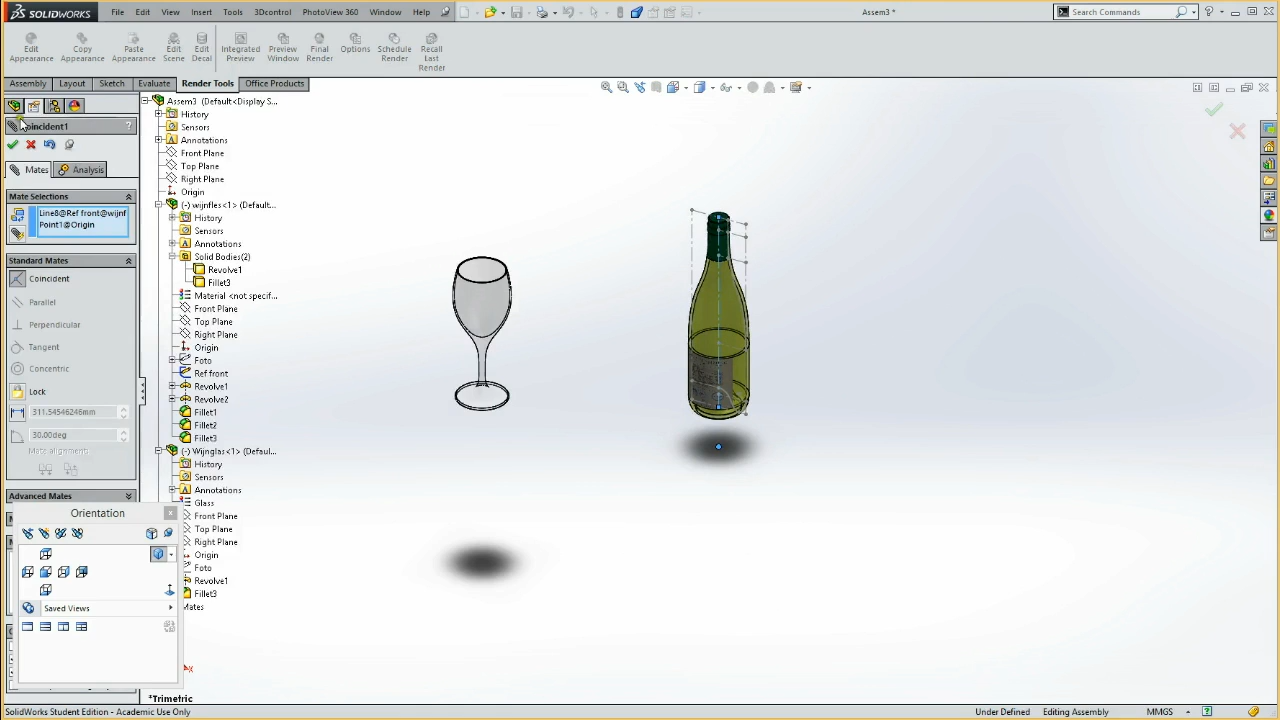 SOLIDWORKS File Edit View Insert Tools 3Dcontrol PhotoView 360 Window Help Assem3 * Search Commands
Edit Appearance Copy Appearance Paste Appearance Edit Scene Edit Decal Integrated Preview Preview Window Final Render Options Schedule Render Recall Last Render
Assembly Layout Sketch Evaluate Render Tools Office Products
Assem3 (Default<Display S...
History
Sensors
Annotations
Front Plane
Top Plane
Right Plane
Origin
(-) wijnfles<1> (Default...
History
Sensors
Annotations
Solid Bodies(2)
Revolve1
Fillet3
Material <not specif...
Front Plane
Top Plane
Right Plane
Origin
Foto
Ref front
Revolve1
Revolve2
Fillet1
Fillet2
Fillet3
(-) Wijnglas<1> (Defaul...
History
Sensors
Annotations
Glass
Front Plane
Top Plane
Right Plane
Origin
Foto
Revolve1
Fillet3
Mates
oincident1 ?
Mates Analysis
Mate Selections
Line8@Ref front@wijnf
Point1@Origin
Standard Mates
Coincident
Parallel
Perpendicular
Tangent
Concentric
Lock
311.54546246mm
30.00deg
Mate alignment:
Advanced Mates
Orientation
Saved Views
*Trimetric
SolidWorks Student Edition - Academic Use Only Under Defined Editing Assembly MMGS